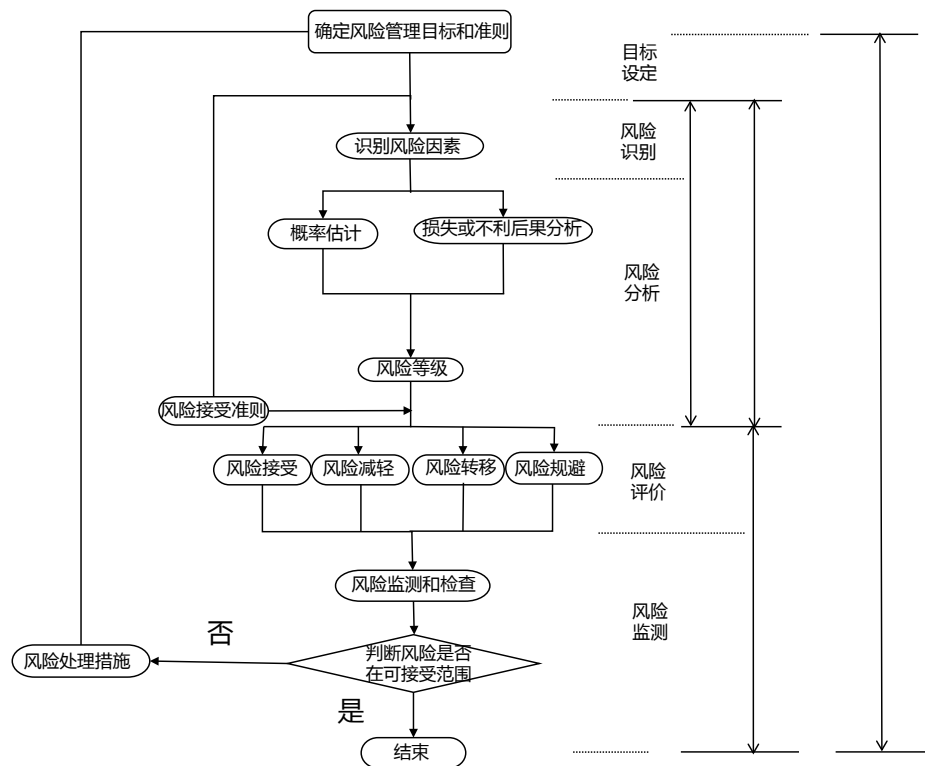 确定风险管理目标和准则
目标
设定
识别风险因素
风险
识别
概率估计
损失或不利后果分析
风险
分析
风险等级
风险接受准则
风险接受
风险减轻
风险转移
风险规避
风险
评价
风险监测和检查
风险
监测
否
风险处理措施
判断风险是否
在可接受范围
是
结束